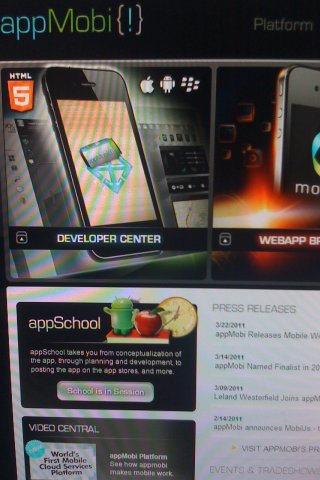 appMobi{!}
Platform
HTML
5
DEVELOPER CENTER
WEBAPP BR
appSchool
appSchool takes you from conceptualization of
the app, through planning and development, to
posting the app on the app stores, and more.
School is in Session
VIDEO CENTRAL
World's
First Mobile
Cloud Services
Platform
appMobi Platform
See how appmobi
makes mobile work.
PRESS RELEASES
3/22/2011
appMobi Releases Mobile W
3/14/2011
appMobi Named Finalist in 20
3/09/2011
Leland Westerfield Joins appM
2/14/2011
appMobi announces MobiUs - t
VISIT APPMOBI'S PR
EVENTS & TRADESHOWS